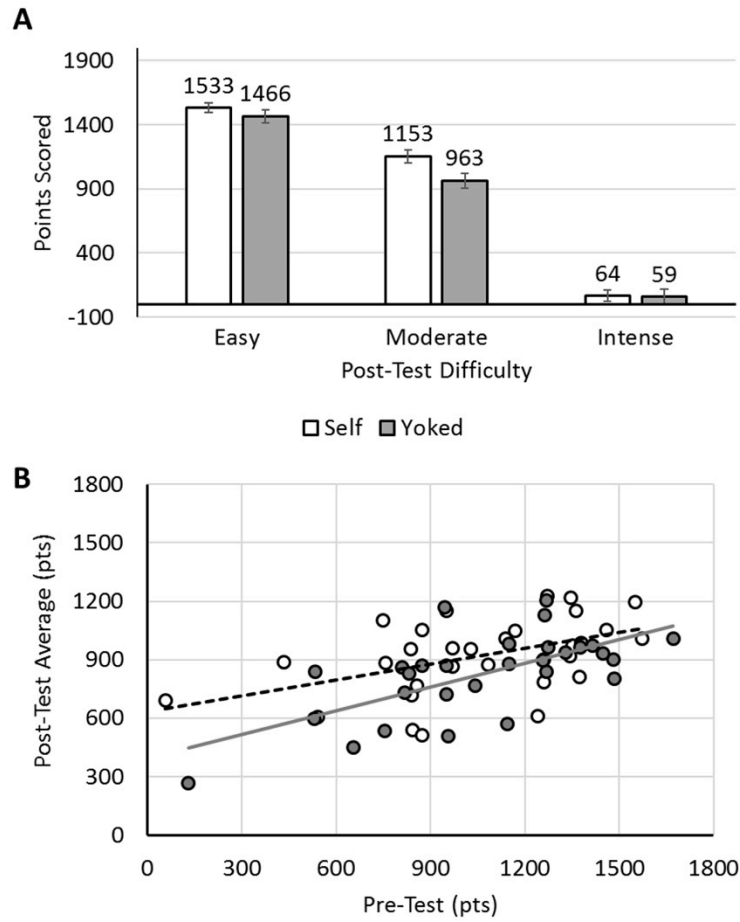 A
1900
1400
900
400
-100
Points Scored
1533 1466
1153 963
64 59
Easy Moderate Intense
Post-Test Difficulty
Self Yoked
B
1800
1500
1200
900
600
300
0
Post-Test Average (pts)
0 300 600 900 1200 1500 1800
Pre-Test (pts)